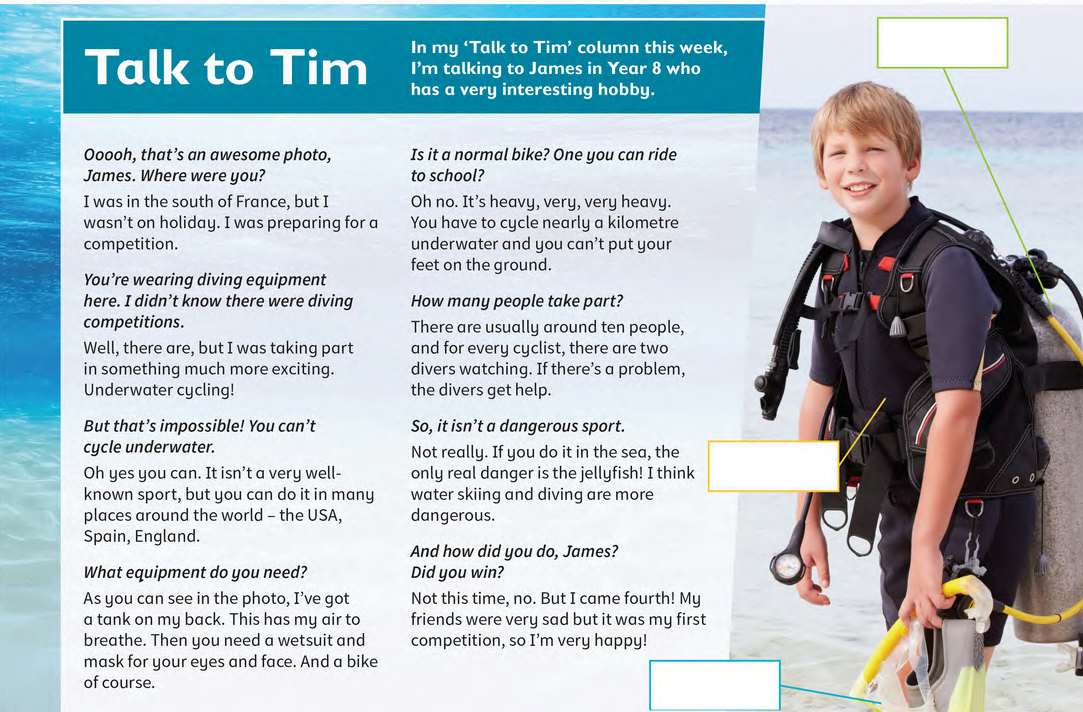 Talk to Tim
In my ‘Talk to Tim’ column this week,
I’m talking to James in Year 8 who
has a very interesting hobby.
Ooooh, that’s an awesome photo,
James. Where were you?
I was in the south of France, but I
wasn’t on holiday. I was preparing for a
competition.
You’re wearing diving equipment
here. I didn’t know there were diving
competitions.
Well, there are, but I was taking part
in something much more exciting.
Underwater cycling!
But that’s impossible! You can’t
cycle underwater.
Oh yes you can. It isn’t a very well-
known sport, but you can do it in many
places around the world – the USA,
Spain, England.
What equipment do you need?
As you can see in the photo, I’ve got
a tank on my back. This has my air to
breathe. Then you need a wetsuit and
mask for your eyes and face. And a bike
of course.
Is it a normal bike? One you can ride
to school?
Oh no. It’s heavy, very, very heavy.
You have to cycle nearly a kilometre
underwater and you can’t put your
feet on the ground.
How many people take part?
There are usually around ten people,
and for every cyclist, there are two
divers watching. If there’s a problem,
the divers get help.
So, it isn’t a dangerous sport.
Not really. If you do it in the sea, the
only real danger is the jellyfish! I think
water skiing and diving are more
dangerous.
And how did you do, James?
Did you win?
Not this time, no. But I came fourth! My
friends were very sad but it was my first
competition, so I’m very happy!